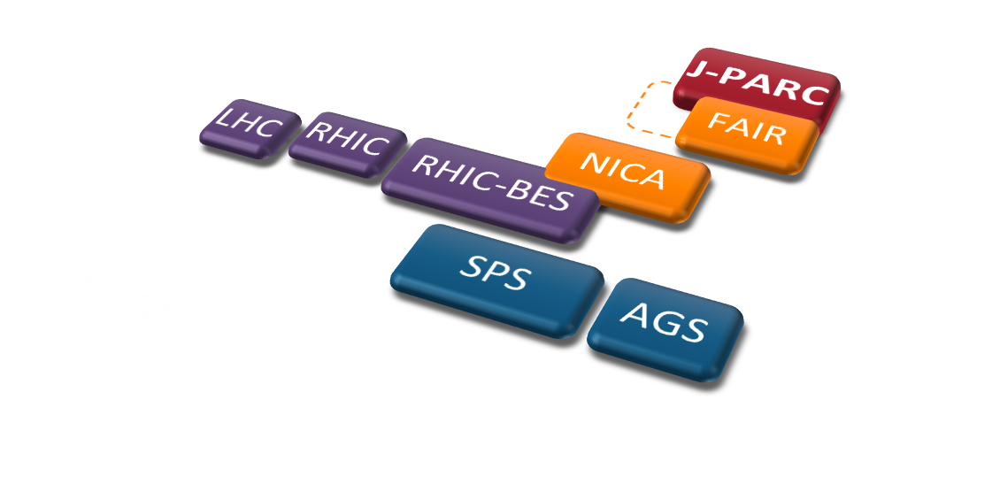 J-PARC
LHC
RHIC
FAIR
RHIC-BES
NICA
SPS
AGS